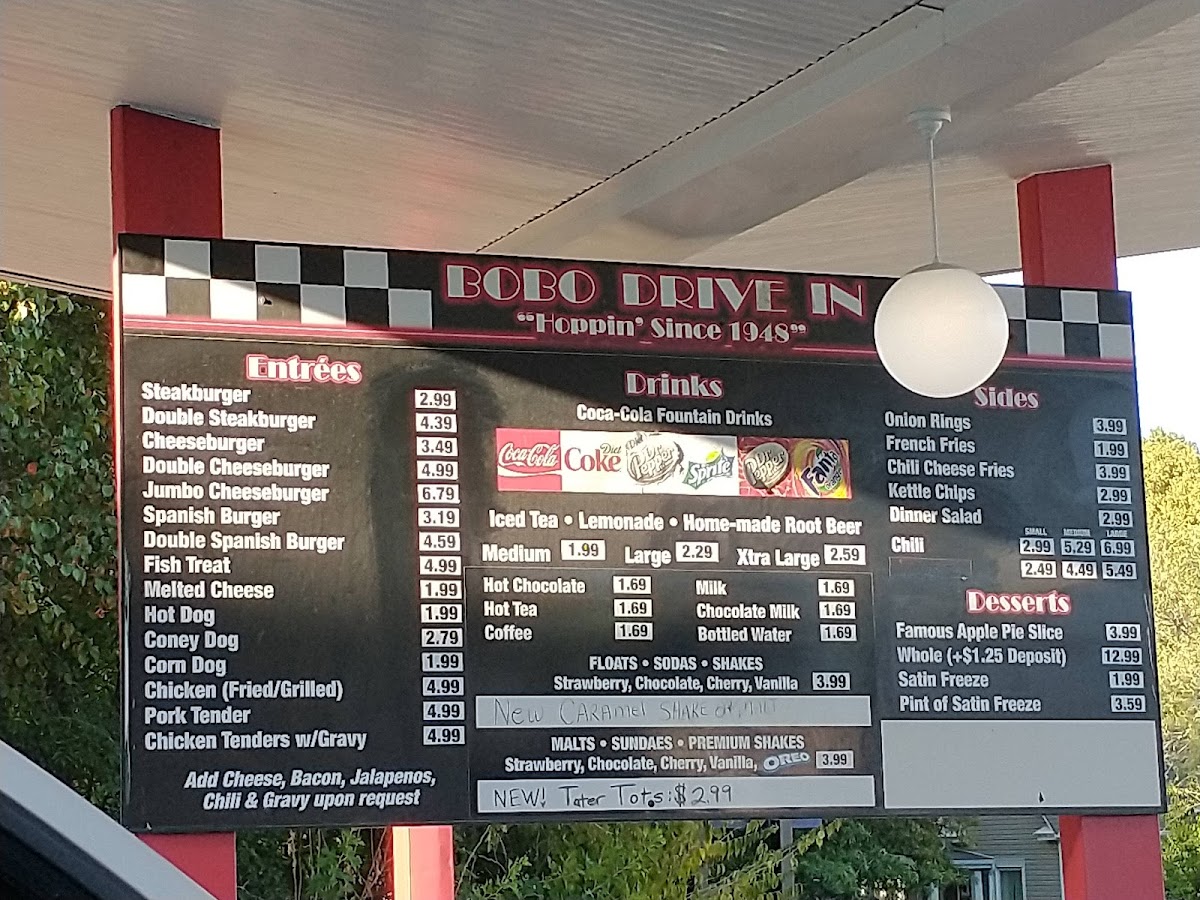 BOBO DRIVE IN
"Hoppin' Since 1948"
Entrées
Steakburger 2.99
Double Steakburger 4.39
Cheeseburger 3.49
Double Cheeseburger 4.99
Jumbo Cheeseburger 6.79
Spanish Burger 3.19
Double Spanish Burger 4.59
Fish Treat 4.99
Melted Cheese 1.99
Hot Dog 1.99
Coney Dog 2.79
Corn Dog 1.99
Chicken (Fried/Grilled) 4.99
Pork Tender 4.99
Chicken Tenders w/Gravy 4.99
Add Cheese, Bacon, Jalapenos,
Chili & Gravy upon request
Drinks
Coca-Cola Fountain Drinks
Coca-Cola Diet Coke Diet Dr Pepper Sprite Dr Pepper Fanta
Iced Tea • Lemonade • Home-made Root Beer
Medium 1.99 Large 2.29 Xtra Large 2.59
Hot Chocolate 1.69 Milk 1.69
Hot Tea 1.69 Chocolate Milk 1.69
Coffee 1.69 Bottled Water 1.69
FLOATS • SODAS • SHAKES
Strawberry, Chocolate, Cherry, Vanilla 3.99
New CARAMEL SHAKE or MALT
MALTS • SUNDAES • PREMIUM SHAKES
Strawberry, Chocolate, Cherry, Vanilla, OREO 3.99
NEW! Tater Tots: $2.99
Sides
Onion Rings 3.99
French Fries 1.99
Chili Cheese Fries 3.99
Kettle Chips 2.99
Dinner Salad 2.99
SMALL MEDIUM LARGE
Chili 2.99 5.29 6.99
2.49 4.49 5.49
Desserts
Famous Apple Pie Slice 3.99
Whole (+$1.25 Deposit) 12.99
Satin Freeze 1.99
Pint of Satin Freeze 3.59